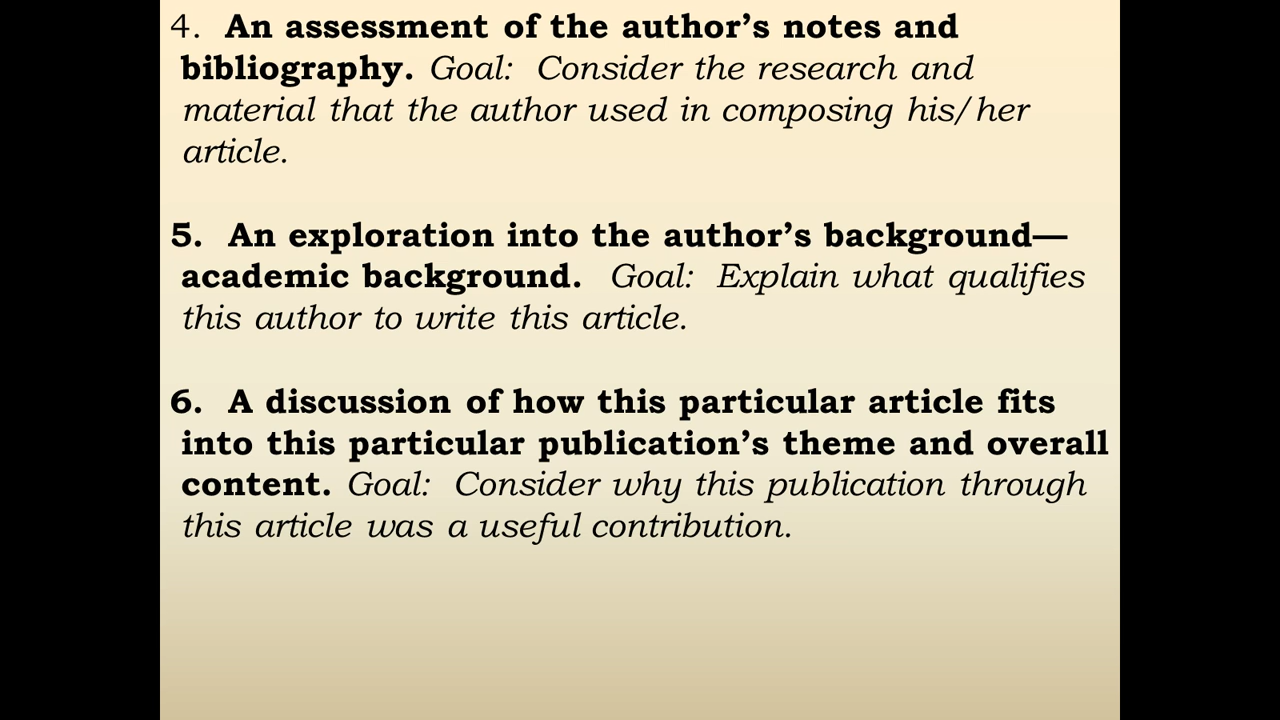 4.  An assessment of the author’s notes and
bibliography. Goal:  Consider the research and
material that the author used in composing his/her
article.
5.  An exploration into the author’s background—
academic background.  Goal:  Explain what qualifies
this author to write this article.
6.  A discussion of how this particular article fits
into this particular publication’s theme and overall
content. Goal:  Consider why this publication through
this article was a useful contribution.